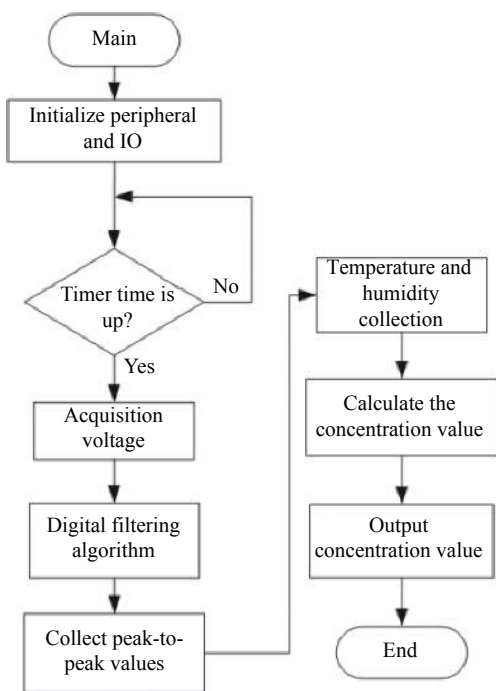 Main
Initialize peripheral
and IO
Timer time is
up?
No
Yes
Acquisition
voltage
Digital filtering
algorithm
Collect peak-to-
peak values
Temperature and
humidity
collection
Calculate the
concentration value
Output
concentration value
End